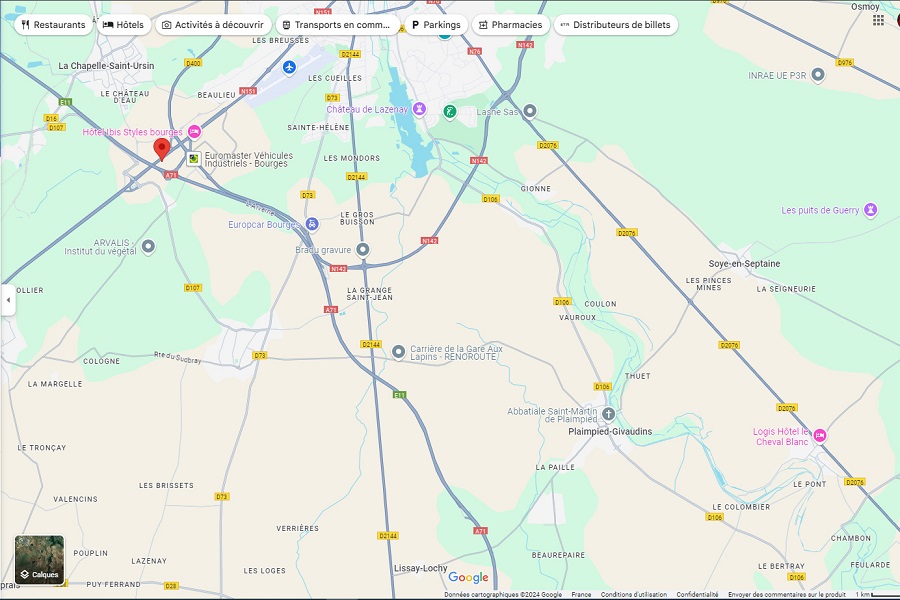 Restaurants
Hôtels
Activités à découvrir
Transports en comm...
Parkings
Pharmacies
Distributeurs de billets
Osmoy
N151
N76
LES BREUSSES
D2144
N142
La Chapelle-Saint-Ursin
D400
D976
LES CUEILLES
INRAE UE P3R
LE CHÂTEAU
D'EAU
BEAULIEU
N151
D73
E11
Château de Lazenay
Lasne Sas
D16
D107
SAINTE-HÉLÈNE
Hôtel Ibis Styles bourges
D2076
Euromaster Véhicules
Industriels - Bourges
LES MONDORS
N142
A71
D2144
GIONNE
D73
D106
L'Arverne
Les puits de Guerry
LE GROS
BUISSON
Europcar Bourges
D2076
N142
ARVALIS -
Institut du végétal
Bradu gravure
Soye-en-Septaine
N142
LES PINCES
MINES
LA SEIGNEURIE
OLLIER
D107
LA GRANGE
SAINT-JEAN
D106
COULON
A71
VAUROUX
D2144
D2076
Carrière de la Gare Aux
Lapins - RENOROUTE
Rte du Subdray
D73
COLOGNE
THUET
LA MARGELLE
D106
E11
D2076
Abbatiale Saint-Martin
de Plaimpied
Plaimpied-Givaudins
Logis Hôtel le
Cheval Blanc
LE TRONÇAY
LA PAILLE
LES BRISSETS
LE PONT
D2076
VALENCINS
D73
LE COLOMBIER
D106
VERRIÈRES
A71
D2144
CHAMBON
POUPLIN
BEAUREPAIRE
LAZENAY
LES LOGES
Lissay-Lochy
LE BERTRAY
FEULARDE
Calques
Google
D106
PUY FERRAND
D28
Données cartographiques ©2024 Google
France
Conditions d'utilisation
Confidentialité
Envoyer des commentaires sur le produit
1 km